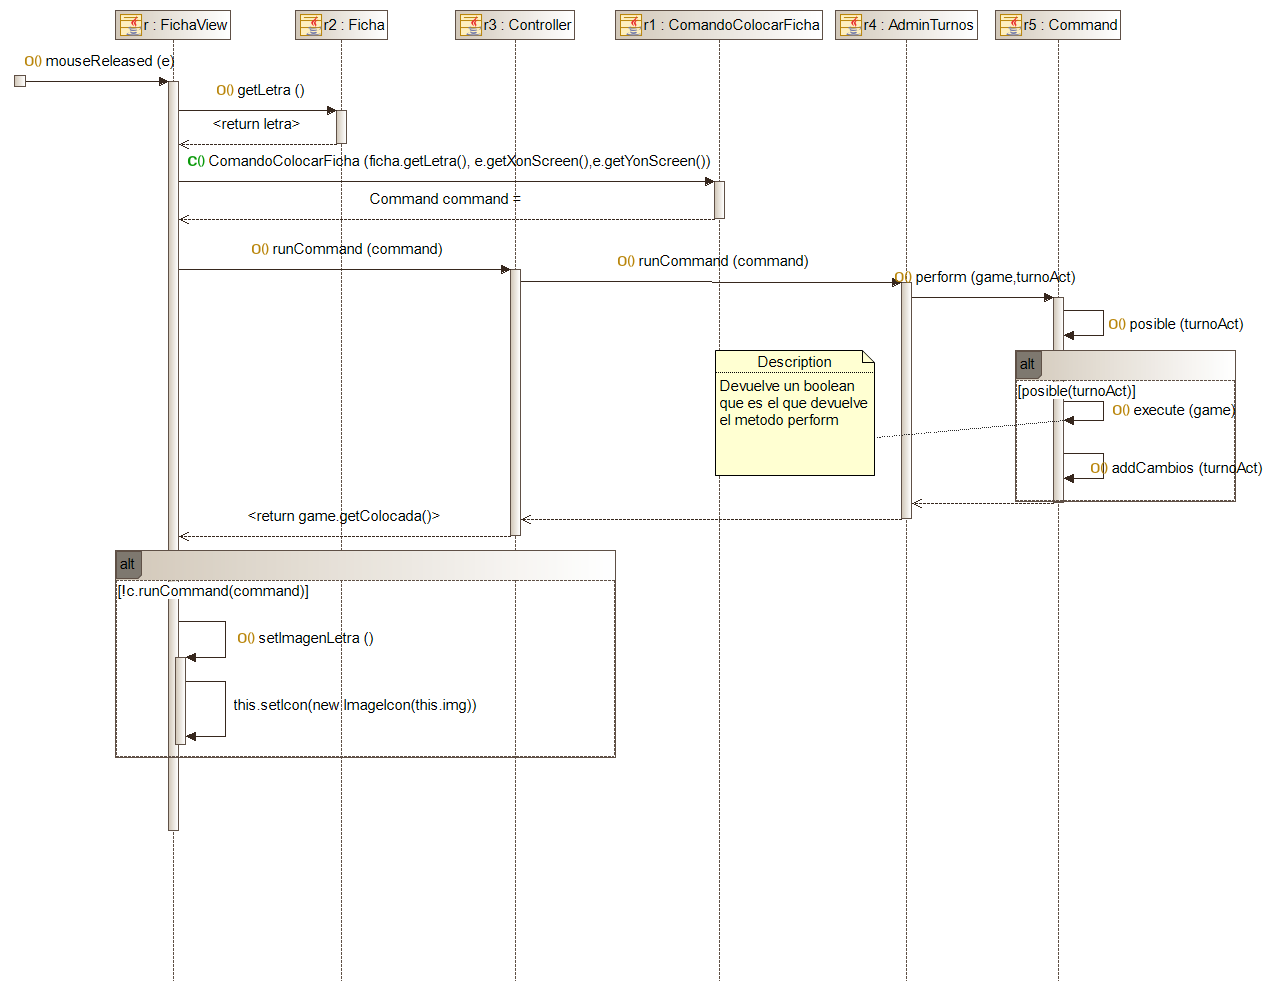 r : FichaView
r2 : Ficha
r3 : Controller
r1 : ComandoColocarFicha
r4 : AdminTurnos
r5 : Command
O() mouseReleased (e)
O() getLetra ()
<return letra>
C() ComandoColocarFicha (ficha.getLetra(), e.getXonScreen(),e.getYonScreen())
Command command =
O() runCommand (command)
O() runCommand (command)
O() perform (game,turnoAct)
O() posible (turnoAct)
Description
Devuelve un boolean
que es el que devuelve
el metodo perform
alt
[posible(turnoAct)]
O() execute (game)
O() addCambios (turnoAct)
<return game.getColocada()>
alt
[!c.runCommand(command)]
O() setImagenLetra ()
this.setIcon(new ImageIcon(this.img))